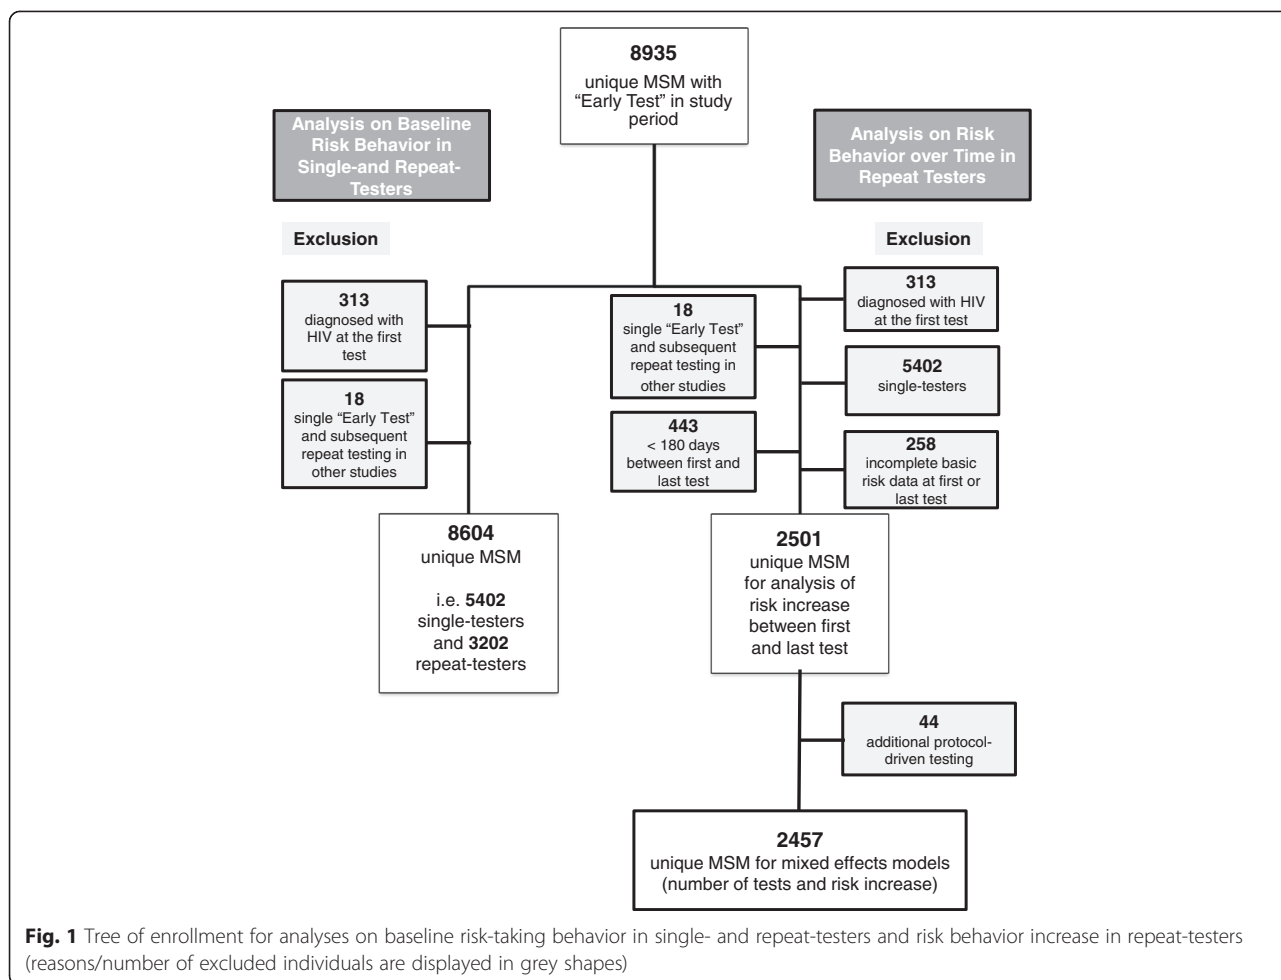 8935
unique MSM with
“Early Test” in study
period
Analysis on Baseline
Risk Behavior in
Single-and Repeat-
Testers
Analysis on Risk
Behavior over Time in
Repeat Testers
Exclusion
Exclusion
313
diagnosed with
HIV at the first
test
18
single “Early Test”
and subsequent
repeat testing in
other studies
18
single “Early Test”
and subsequent
repeat testing in
other studies
443
< 180 days
between first and
last test
313
diagnosed with HIV
at the first test
5402
single-testers
258
incomplete basic
risk data at first or
last test
8604
unique MSM
i.e. 5402
single-testers
and 3202
repeat-testers
2501
unique MSM
for analysis of
risk increase
between first
and last test
44
additional protocol-
driven testing
2457
unique MSM for mixed effects models
(number of tests and risk increase)
Fig. 1 Tree of enrollment for analyses on baseline risk-taking behavior in single- and repeat-testers and risk behavior increase in repeat-testers
(reasons/number of excluded individuals are displayed in grey shapes)